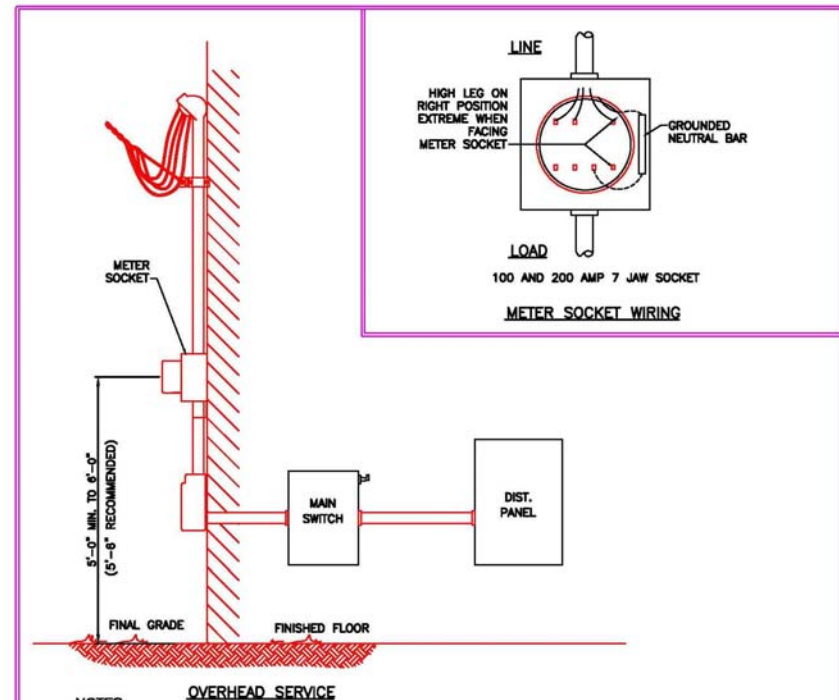 LINE
HIGH LEG ON
RIGHT POSITION
EXTREME WHEN
FACING
METER SOCKET
GROUNDED
NEUTRAL BAR
LOAD
100 AND 200 AMP 7 JAW SOCKET
METER SOCKET WIRING
METER
SOCKET
5'-0" MIN. TO 6'-0"
(5'-6" RECOMMENDED)
MAIN
SWITCH
DIST.
PANEL
FINAL GRADE
FINISHED FLOOR
OVERHEAD SERVICE
NOTES